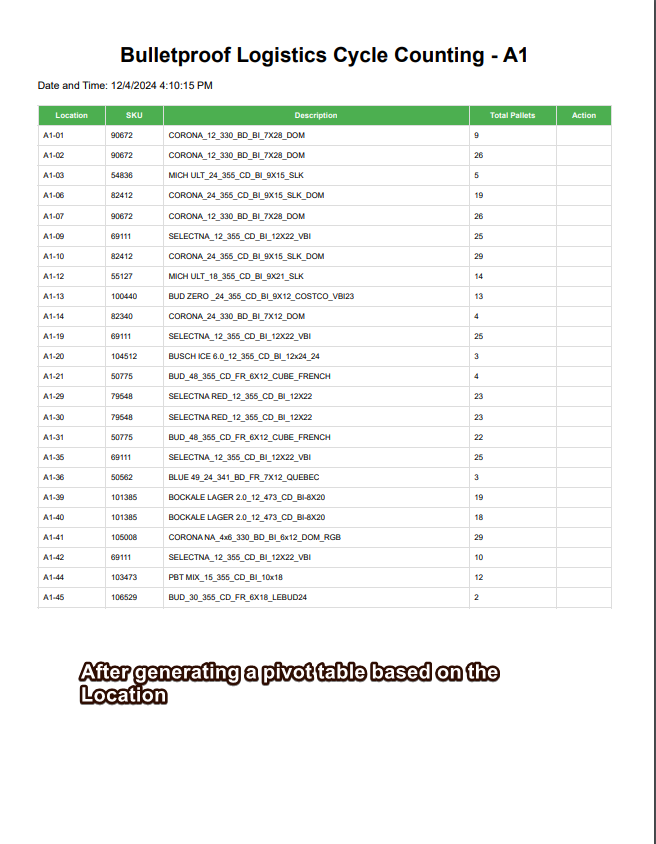 Bulletproof Logistics Cycle Counting - A1
Date and Time: 12/4/2024 4:10:15 PM
Location SKU Description Total Pallets Action
A1-01 90672 CORONA_12_330_BD_BI_7X28_DOM 9
A1-02 90672 CORONA_12_330_BD_BI_7X28_DOM 26
A1-03 54836 MICH ULT_24_355_CD_BI_9X15_SLK 5
A1-06 82412 CORONA_24_355_CD_BI_9X15_SLK_DOM 19
A1-07 90672 CORONA_12_330_BD_BI_7X28_DOM 26
A1-09 69111 SELECTNA_12_355_CD_BI_12X22_VBI 25
A1-10 82412 CORONA_24_355_CD_BI_9X15_SLK_DOM 29
A1-12 55127 MICH ULT_18_355_CD_BI_9X21_SLK 14
A1-13 100440 BUD ZERO _24_355_CD_BI_9X12_COSTCO_VBI23 13
A1-14 82340 CORONA_24_330_BD_BI_7X12_DOM 4
A1-19 69111 SELECTNA_12_355_CD_BI_12X22_VBI 25
A1-20 104512 BUSCH ICE 6.0_12_355_CD_BI_12x24_24 3
A1-21 50775 BUD_48_355_CD_FR_6X12_CUBE_FRENCH 4
A1-29 79548 SELECTNA RED_12_355_CD_BI_12X22 23
A1-30 79548 SELECTNA RED_12_355_CD_BI_12X22 23
A1-31 50775 BUD_48_355_CD_FR_6X12_CUBE_FRENCH 22
A1-35 69111 SELECTNA_12_355_CD_BI_12X22_VBI 25
A1-36 50562 BLUE 49_24_341_BD_FR_7X12_QUEBEC 3
A1-39 101385 BOCKALE LAGER 2.0_12_473_CD_BI-8X20 19
A1-40 101385 BOCKALE LAGER 2.0_12_473_CD_BI-8X20 18
A1-41 105008 CORONA NA_4x6_330_BD_BI_6x12_DOM_RGB 29
A1-42 69111 SELECTNA_12_355_CD_BI_12X22_VBI 10
A1-44 103473 PBT MIX_15_355_CD_BI_10x18 12
A1-45 106529 BUD_30_355_CD_FR_6X18_LEBUD24 2
After generating a pivot table based on the
Location